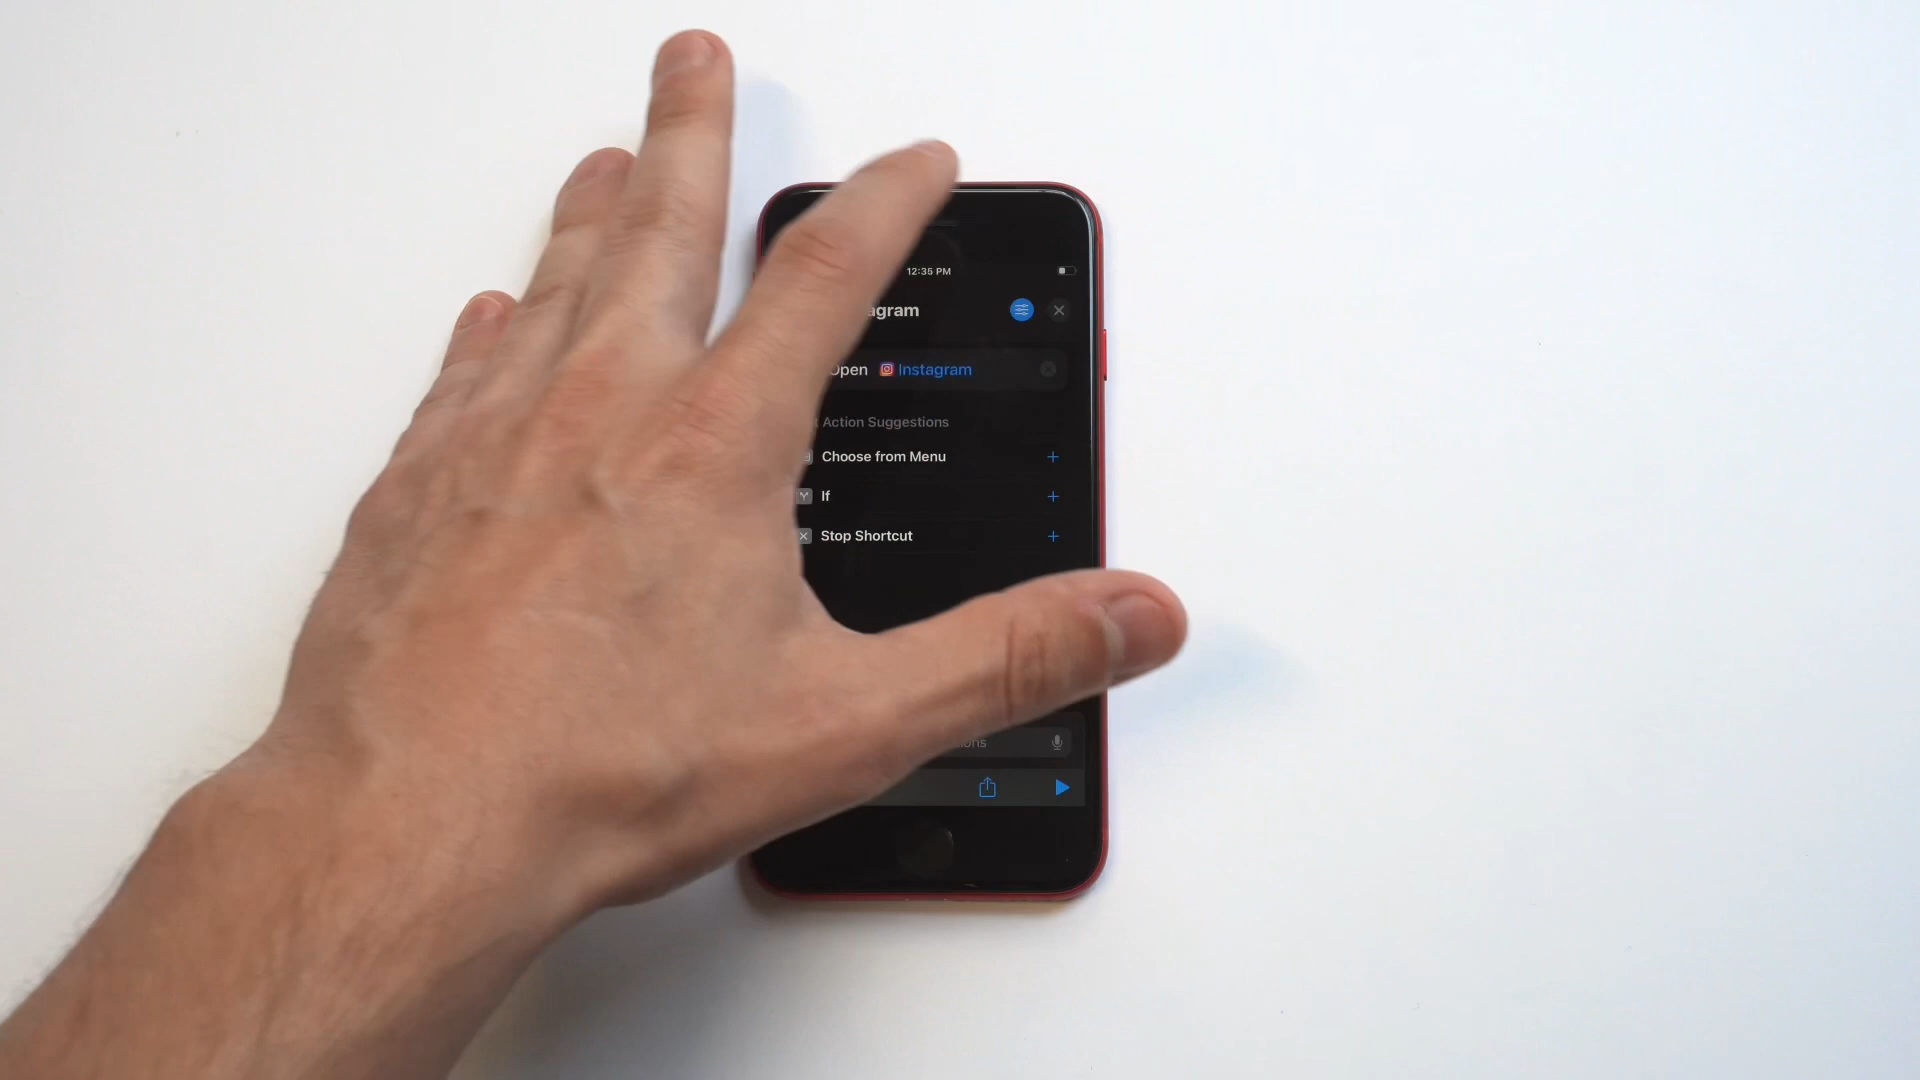 12:35 PM
agram
Open Instagram
Action Suggestions
Choose from Menu
If
Stop Shortcut